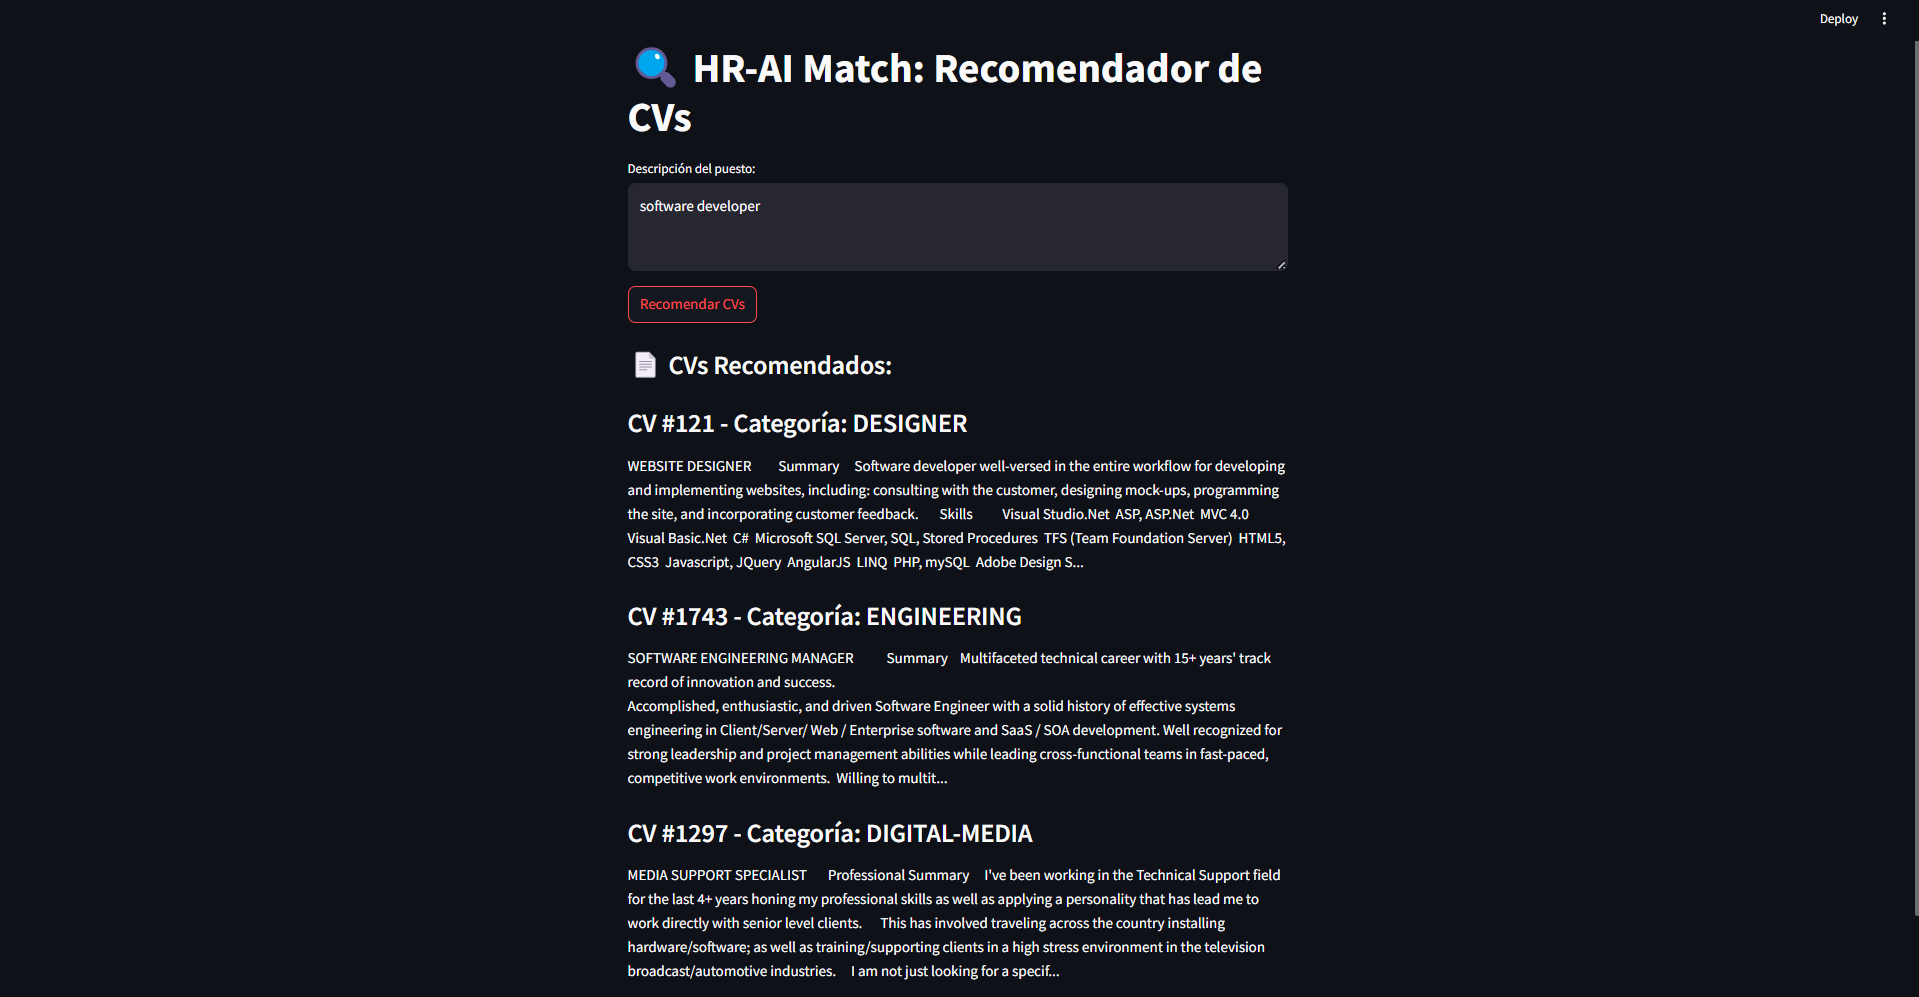 Deploy
HR-AI Match: Recomendador de
CVs
Descripción del puesto:
software developer
Recomendar CVs
CVs Recomendados:
CV #121 - Categoría: DESIGNER
WEBSITE DESIGNER Summary Software developer well-versed in the entire workflow for developing
and implementing websites, including: consulting with the customer, designing mock-ups, programming
the site, and incorporating customer feedback. Skills Visual Studio.Net ASP, ASP.Net MVC 4.0
Visual Basic.Net C# Microsoft SQL Server, SQL, Stored Procedures TFS (Team Foundation Server) HTML5,
CSS3 Javascript, JQuery AngularJS LINQ PHP, mySQL Adobe Design S...
CV #1743 - Categoría: ENGINEERING
SOFTWARE ENGINEERING MANAGER Summary Multifaceted technical career with 15+ years' track
record of innovation and success.
Accomplished, enthusiastic, and driven Software Engineer with a solid history of effective systems
engineering in Client/Server/ Web / Enterprise software and SaaS / SOA development. Well recognized for
strong leadership and project management abilities while leading cross-functional teams in fast-paced,
competitive work environments. Willing to multit...
CV #1297 - Categoría: DIGITAL-MEDIA
MEDIA SUPPORT SPECIALIST Professional Summary I've been working in the Technical Support field
for the last 4+ years honing my professional skills as well as applying a personality that has lead me to
work directly with senior level clients. This has involved traveling across the country installing
hardware/software; as well as training/supporting clients in a high stress environment in the television
broadcast/automotive industries. I am not just looking for a specif...